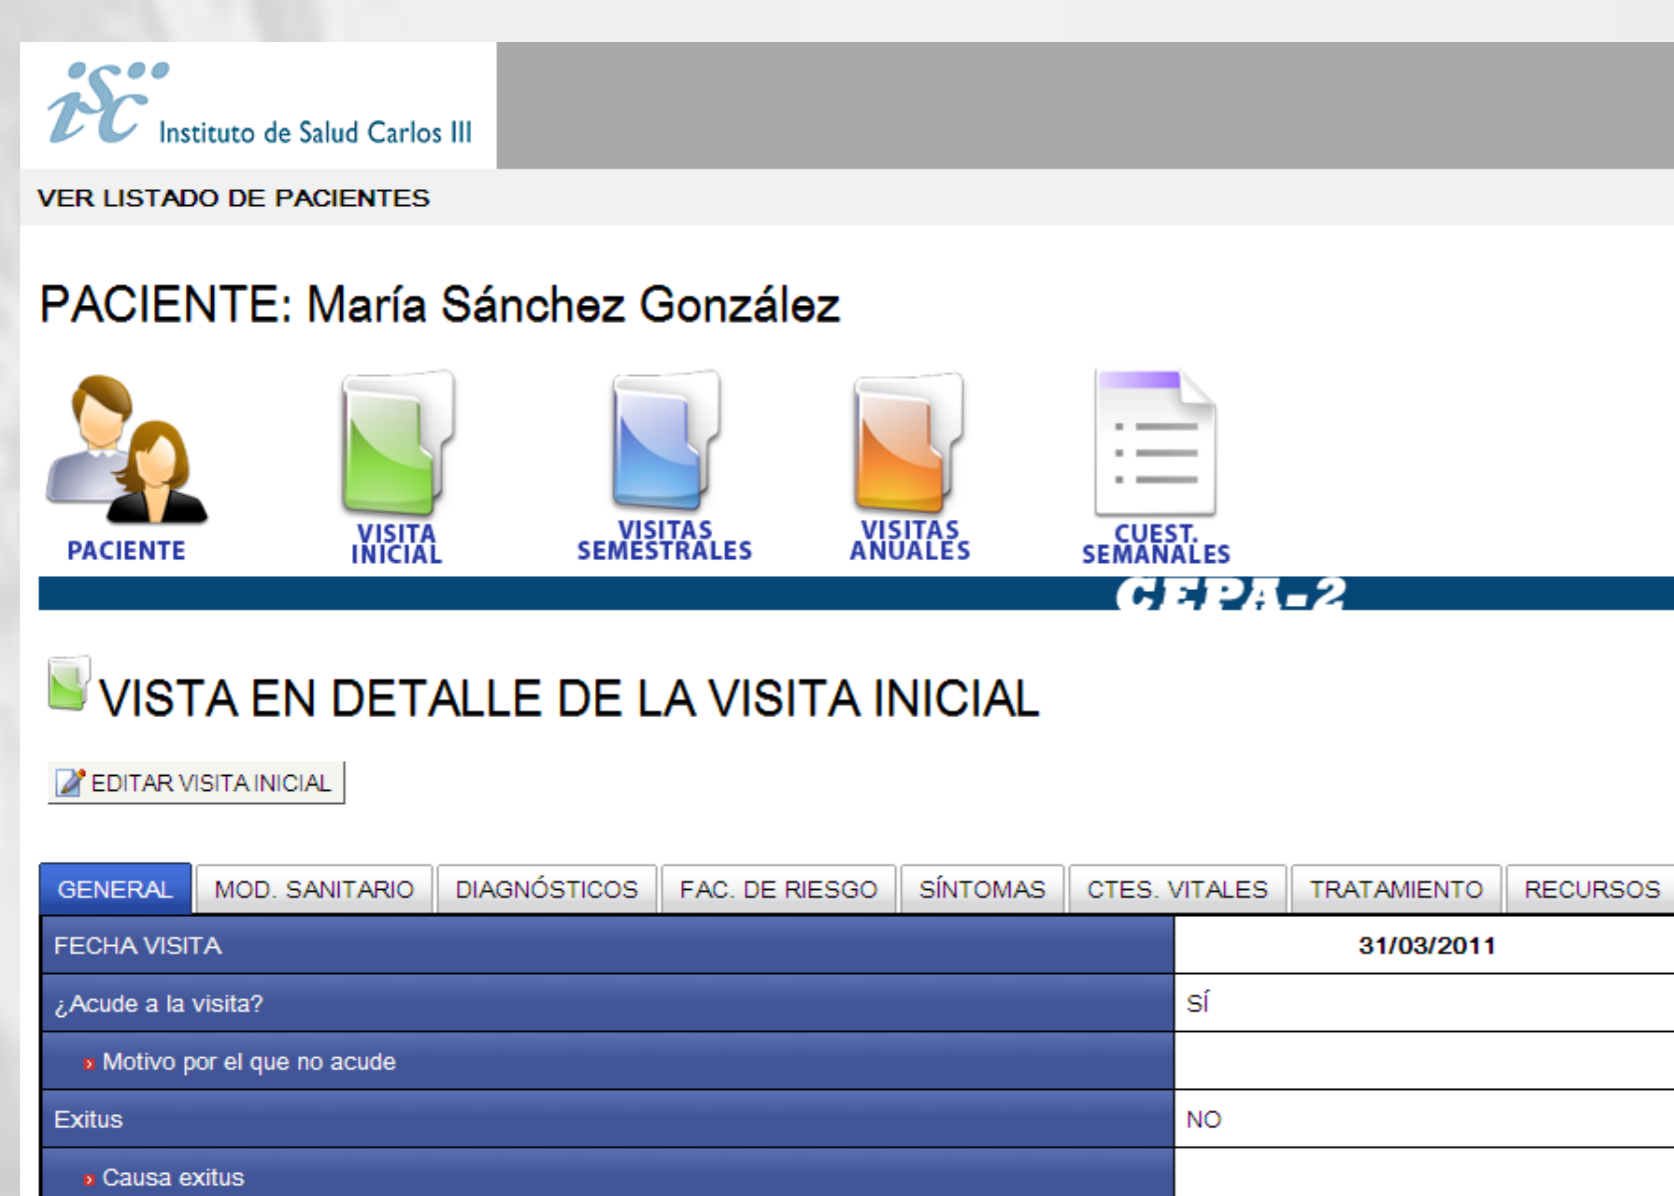 isc Instituto de Salud Carlos III
VER LISTADO DE PACIENTES
PACIENTE: María Sánchez González
PACIENTE
VISITA
INICIAL
VISITAS
SEMESTRALES
VISITAS
ANUALES
CUEST.
SEMANALES
CEPA-2
VISTA EN DETALLE DE LA VISITA INICIAL
EDITAR VISITA INICIAL
GENERAL MOD. SANITARIO DIAGNÓSTICOS FAC. DE RIESGO SÍNTOMAS CTES. VITALES TRATAMIENTO RECURSOS
FECHA VISITA 31/03/2011
¿Acude a la visita? SÍ
Motivo por el que no acude
Exitus NO
Causa exitus